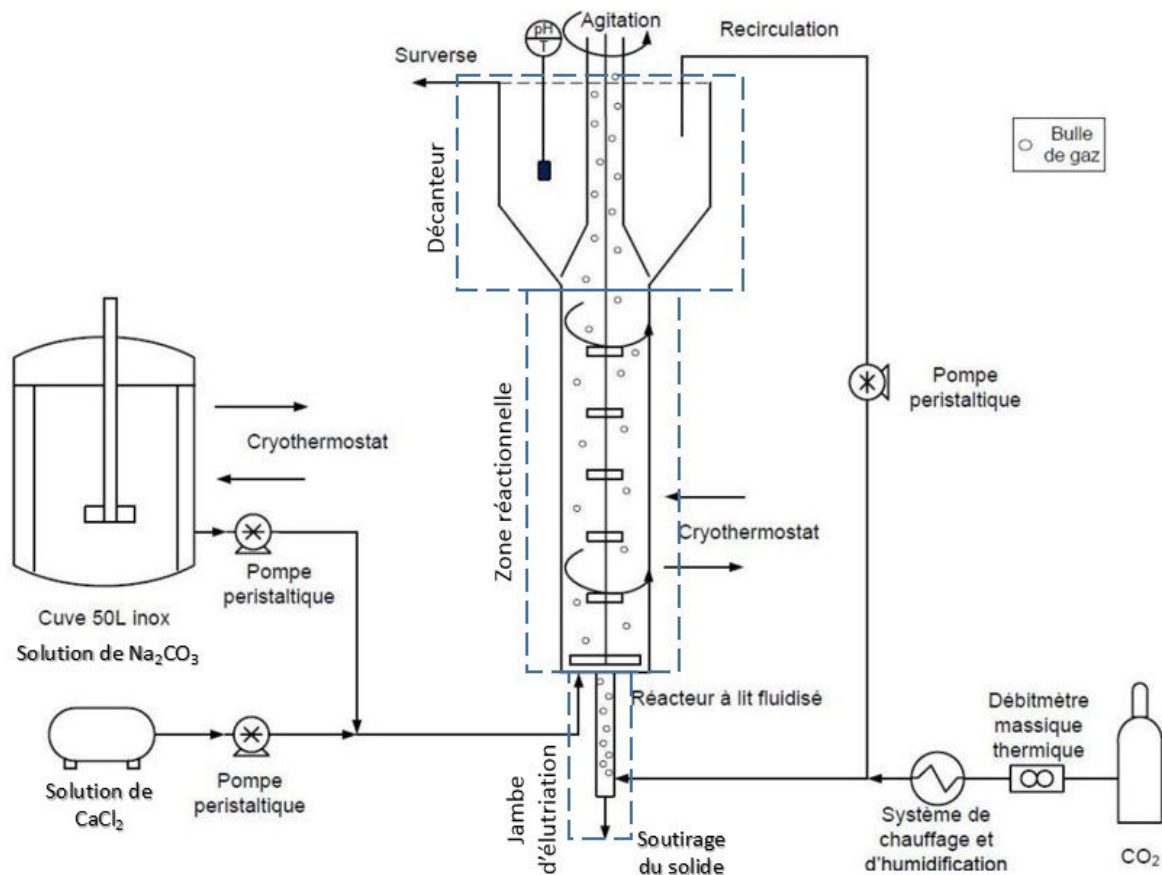 pH
T
Agitation
Recirculation
Surverse
Bulle
de gaz
Décanteur
Cryothermostat
Pompe
peristaltique
Zone réactionnelle
Cryothermostat
Pompe
peristaltique
Cuve 50L inox
Solution de Na₂CO₃
Réacteur à lit fluidisé
Débitmètre
massique
thermique
Pompe
peristaltique
Solution de
CaCl₂
Jambe
d'élutriation
Soutirage
du solide
Système de
chauffage et
d'humidification
CO₂